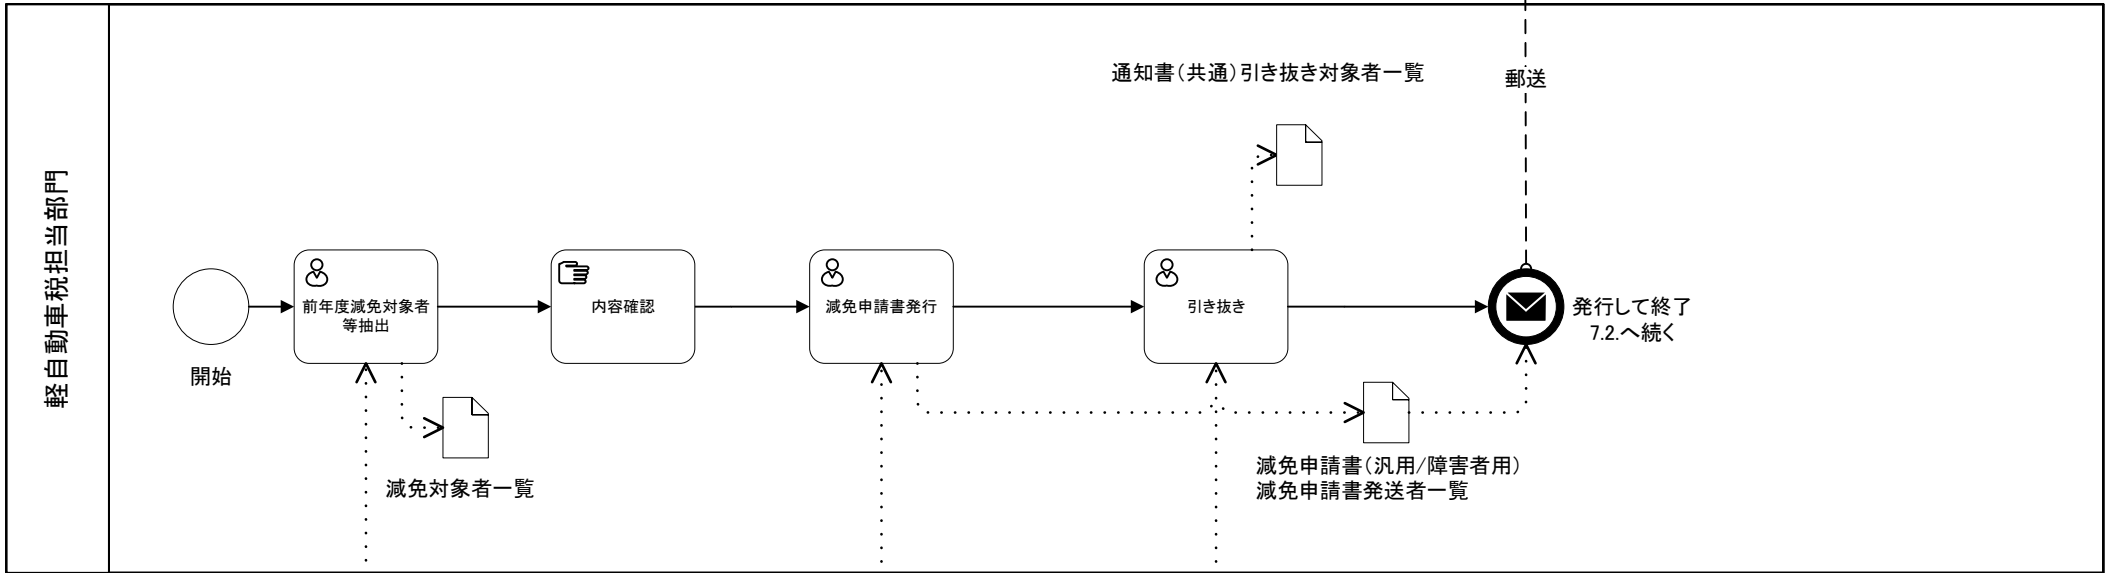 軽自動車税担当部門
通知書（共通）引き抜き対象者一覧
郵送
開始
前年度減免対象者
等抽出
内容確認
減免申請書発行
引き抜き
発行して終了
7.2.へ続く
減免対象者一覧
減免申請書（汎用/障害者用）
減免申請書発送者一覧